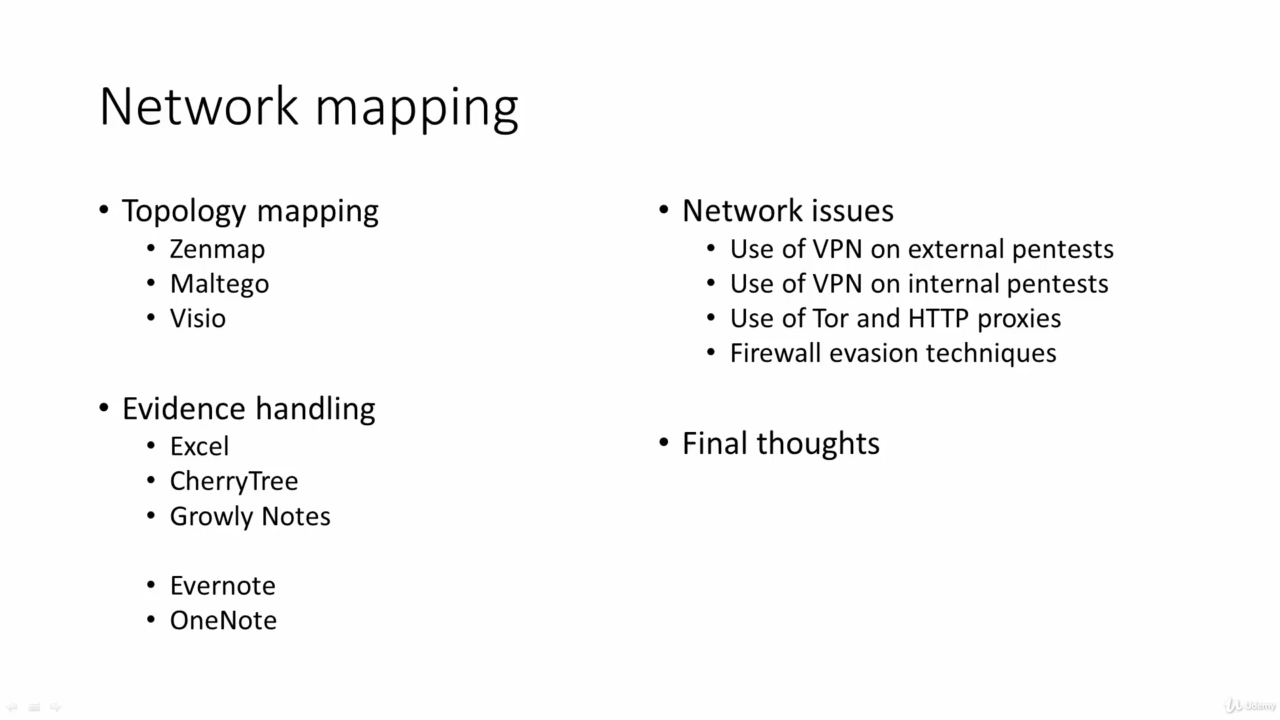 Network mapping
• Topology mapping
• Zenmap
• Maltego
• Visio
• Evidence handling
• Excel
• CherryTree
• Growly Notes
• Evernote
• OneNote
• Network issues
• Use of VPN on external pentests
• Use of VPN on internal pentests
• Use of Tor and HTTP proxies
• Firewall evasion techniques
• Final thoughts
Udemy